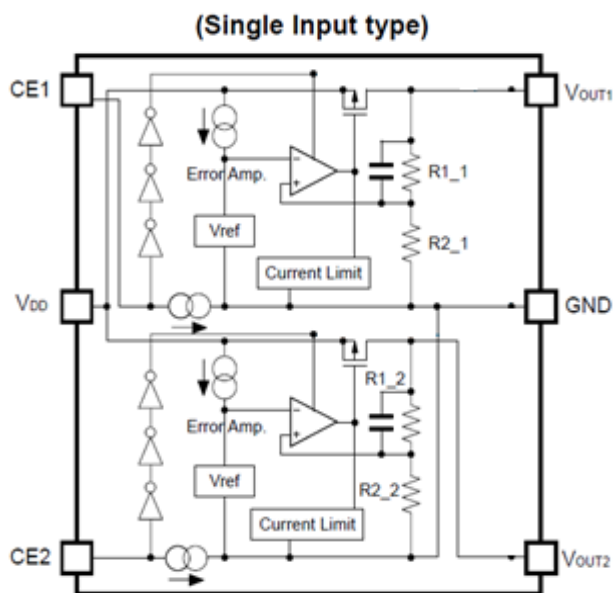 (Single Input type)
CE1
VOUT1
Error Amp.
R1_1
Vref
R2_1
Current Limit
VDD
GND
R1_2
Error Amp.
Vref
R2_2
Current Limit
CE2
VOUT2